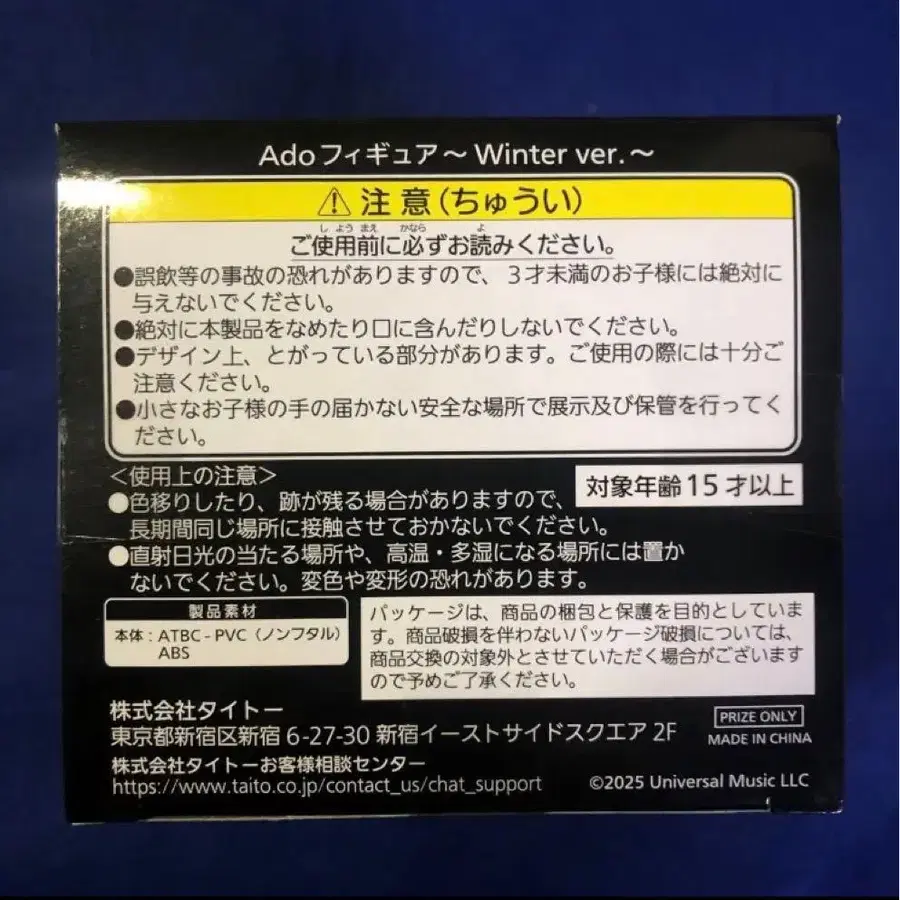 Adoフィギュア～Winter ver.～
⚠注意(ちゅうい)
ご使用前に必ずお読みください。
●誤飲等の事故の恐れがありますので、3才未満のお子様には絶対に
与えないでください。
●絶対に本製品をなめたり口に含んだりしないでください。
●デザイン上、とがっている部分があります。ご使用の際には十分ご
注意ください。
●小さなお子様の手の届かない安全な場所で展示及び保管を行ってく
ださい。
＜使用上の注意＞
対象年齢15才以上
●色移りしたり、跡が残る場合がありますので、
長期間同じ場所に接触させておかないでください。
●直射日光の当たる場所や、高温・多湿になる場所には置か
ないでください。変色や変形の恐れがあります。
製品素材
本体：ATBC-PVC（ノンフタル）
ABS
パッケージは、商品の梱包と保護を目的としていま
す。商品破損を伴わないパッケージ破損については、
商品交換の対象外とさせていただく場合がございます
ので予めご了承ください。
株式会社タイトー
東京都新宿区新宿6-27-30 新宿イーストサイドスクエア 2F
株式会社タイトーお客様相談センター
https://www.taito.co.jp/contact_us/chat_support
PRIZE ONLY
MADE IN CHINA
©2025 Universal Music LLC